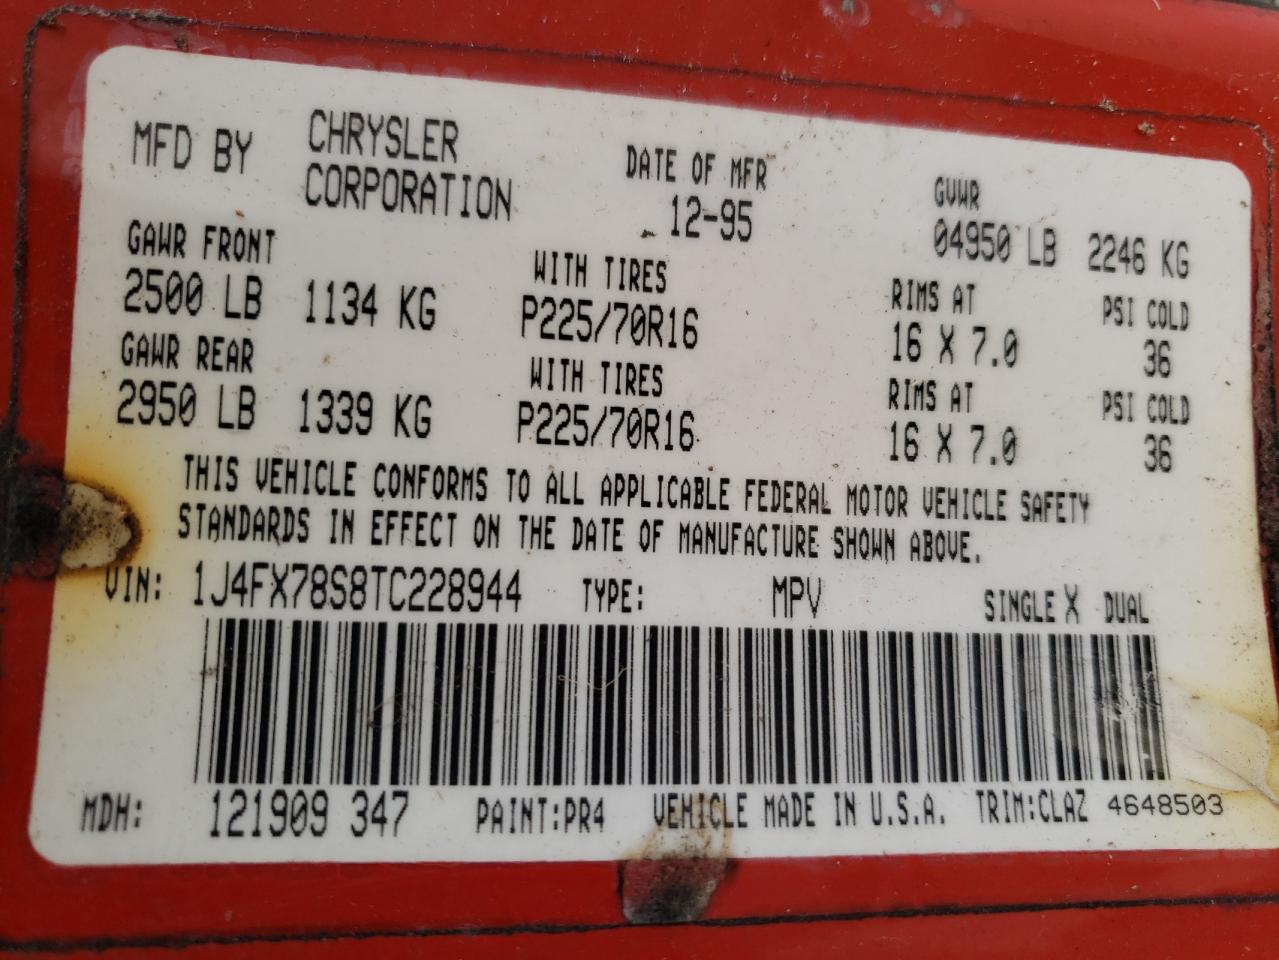 MFD BY CHRYSLER CORPORATION DATE OF MFR 12-95 GVWR 04950 LB 2246 KG
GAWR FRONT WITH TIRES RIMS AT PSI COLD
2500 LB 1134 KG P225/70R16 16 X 7.0 36
GAWR REAR WITH TIRES RIMS AT PSI COLD
2950 LB 1339 KG P225/70R16 16 X 7.0 36
THIS VEHICLE CONFORMS TO ALL APPLICABLE FEDERAL MOTOR VEHICLE SAFETY
STANDARDS IN EFFECT ON THE DATE OF MANUFACTURE SHOWN ABOVE.
VIN: 1J4FX78S8TC228944 TYPE: MPV SINGLE X DUAL
MDH: 121909 347 PAINT:PR4 VEHICLE MADE IN U.S.A. TRIM:CLAZ 4648503